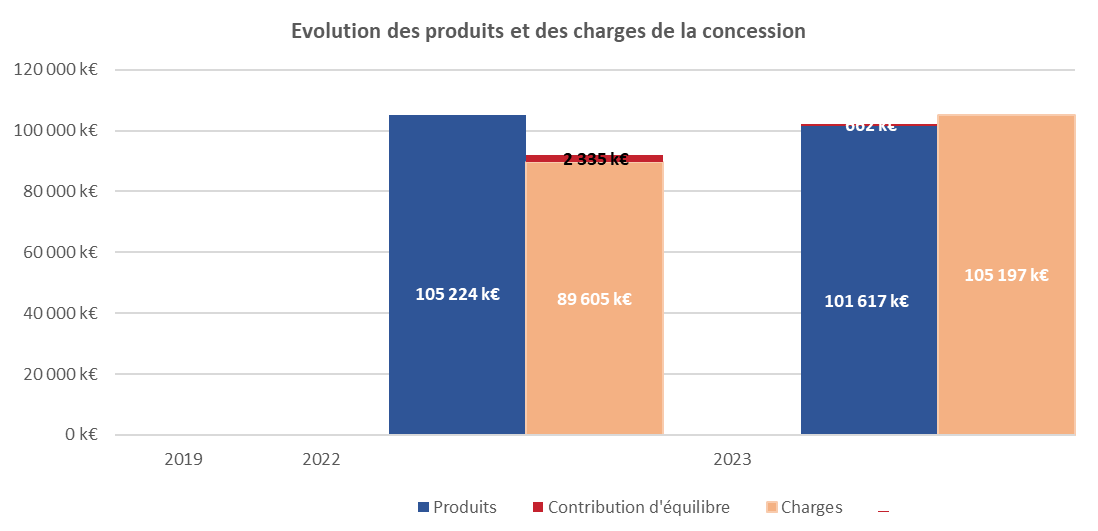 Evolution des produits et des charges de la concession
120 000 k€
100 000 k€
80 000 k€
60 000 k€
40 000 k€
20 000 k€
0 k€
105 224 k€
2 335 k€
89 605 k€
662 k€
101 617 k€
105 197 k€
2019 2022 2023
Produits Contribution d'équilibre Charges